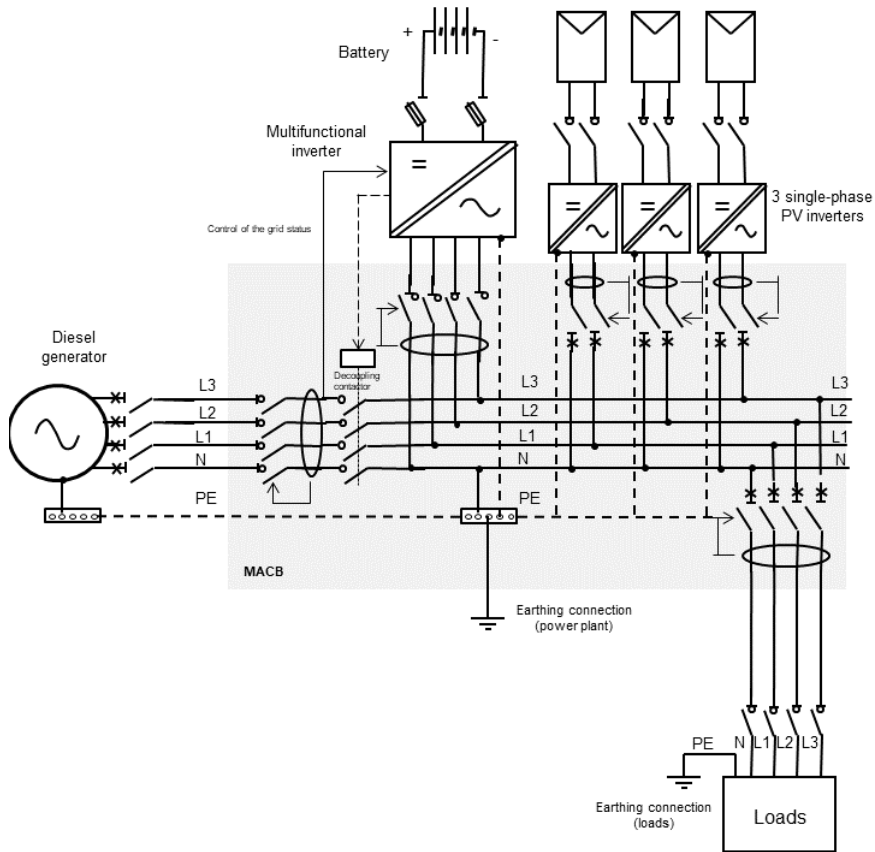 +
-
Battery
Multifunctional
inverter
3 single-phase
PV inverters
Control of the grid status
Diesel
generator
Decoupling
contactor
L3
L3
L3
L2
L2
L2
L1
L1
L1
N
N
N
PE
PE
MACB
Earthing connection
(power plant)
PE
N
L1
L2
L3
Earthing connection
(loads)
Loads